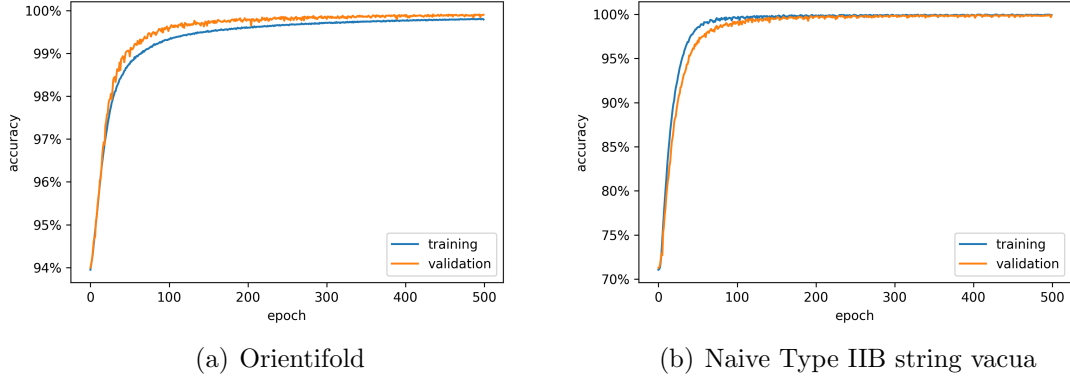 100%
99%
98%
97%
96%
95%
94%
accuracy
0 100 200 300 400 500
epoch
training
validation
(a) Orientifold
100%
95%
90%
85%
80%
75%
70%
accuracy
0 100 200 300 400 500
epoch
training
validation
(b) Naive Type IIB string vacua